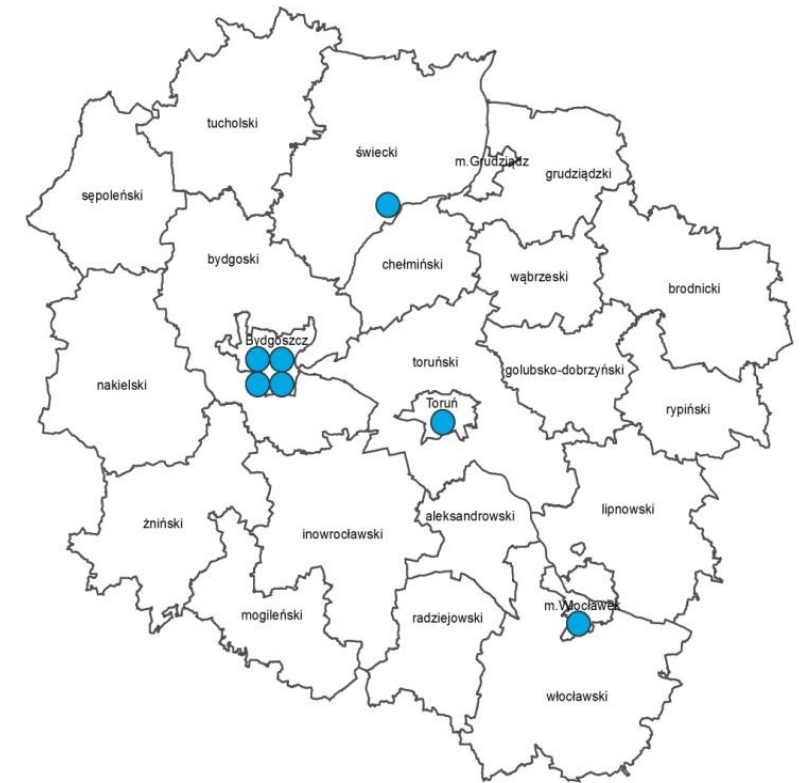 tucholski
świecki
m.Grudziądz
grudziądzki
sępoleński
bydgoski
chełmiński
wąbrzeski
brodnicki
Bydgoszcz
toruński
golubsko-dobrzyński
nakielski
Toruń
rypiński
żniński
inowrocławski
aleksandrowski
lipnowski
mogileński
radziejowski
m.Włocławek
włocławski